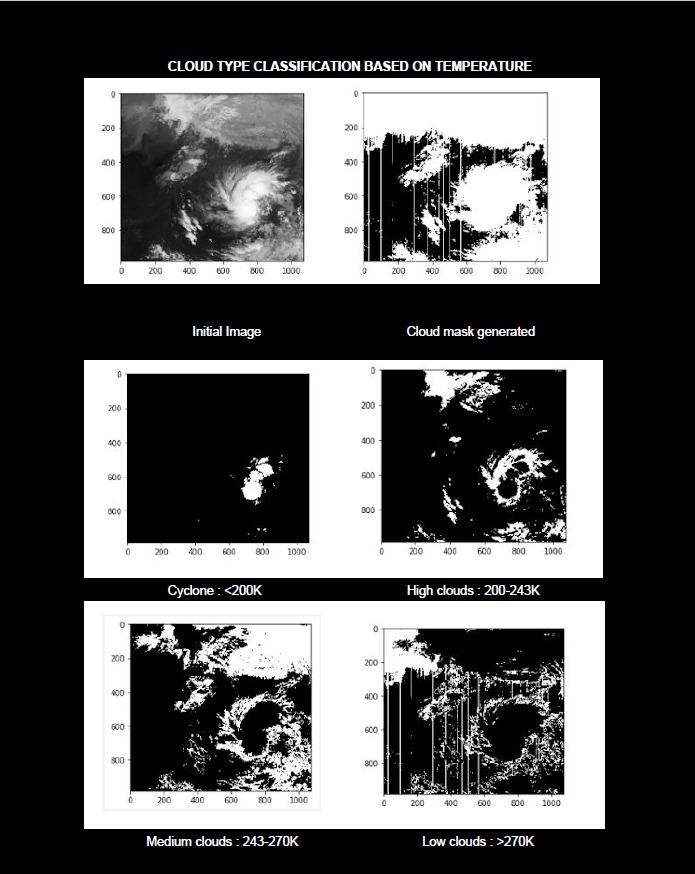 CLOUD TYPE CLASSIFICATION BASED ON TEMPERATURE
0
200
400
600
800
0 200 400 600 800 1000
0
200
400
600
800
0 200 400 600 800 1000
Initial Image
Cloud mask generated
0
200
400
600
800
0 200 400 600 800 1000
0
200
400
600
800
0 200 400 600 800 1000
Cyclone : <200K
High clouds : 200-243K
0
200
400
600
800
0 200 400 600 800 1000
0
200
400
600
800
0 200 400 600 800 1000
Medium clouds : 243-270K
Low clouds : >270K